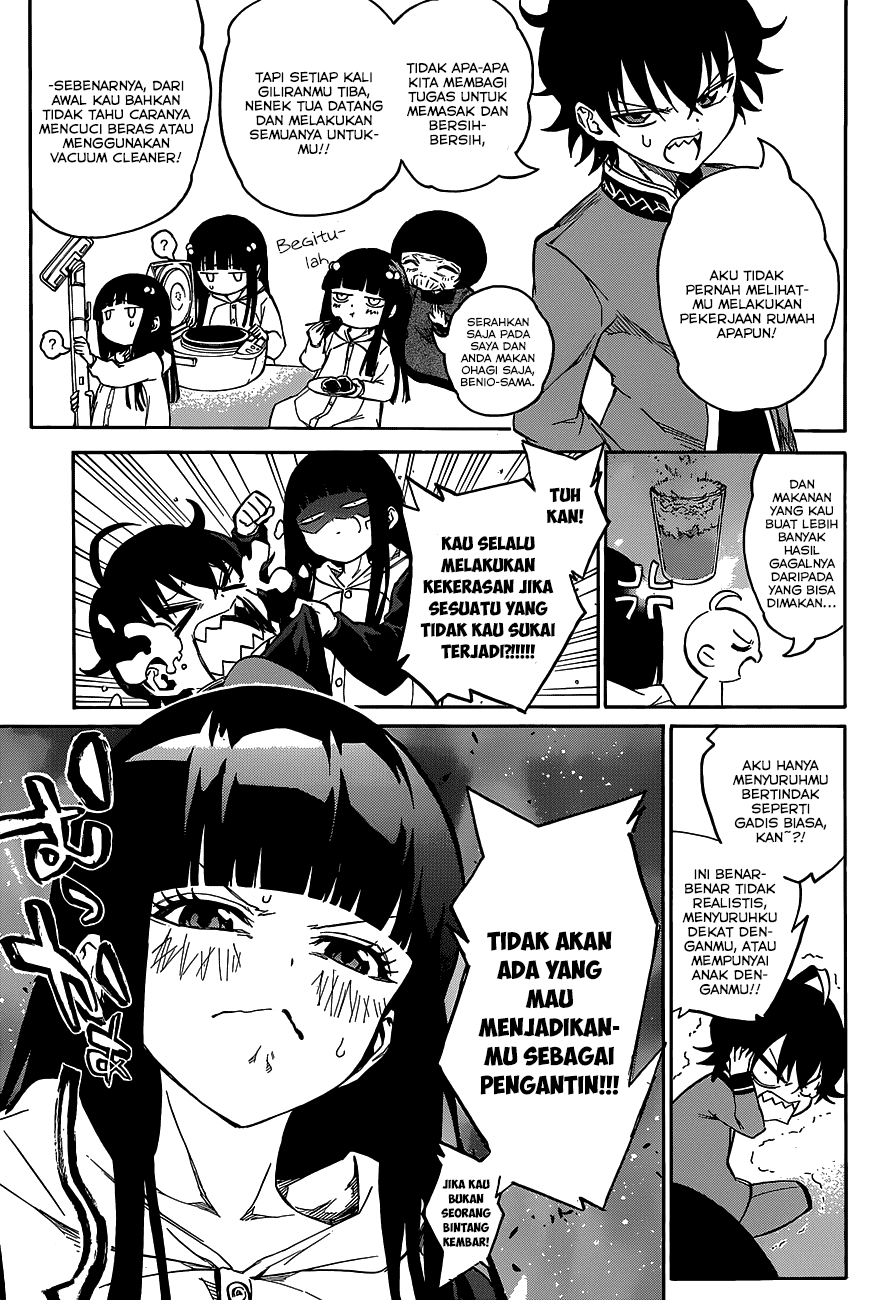 AKU TIDAK
PERNAH MELIHAT-
MU MELAKUKAN
PEKERJAAN RUMAH
APAPUN!
TIDAK APA-APA
KITA MEMBAGI
TUGAS UNTUK
MEMASAK DAN
BERSIH-
BERSIH,
TAPI SETIAP KALI
GILIRANMU TIBA,
NENEK TUA DATANG
DAN MELAKUKAN
SEMUANYA UNTUK-
MU!!
-SEBENARNYA, DARI
AWAL KAU BAHKAN
TIDAK TAHU CARANYA
MENCUCI BERAS ATAU
MENGGUNAKAN
VACUUM CLEANER!
SERAHKAN
SAJA PADA
SAYA DAN
ANDA MAKAN
OHAGI SAJA,
BENIO-SAMA.
Begitu-
lah
?
?
DAN
MAKANAN
YANG KAU
BUAT LEBIH
BANYAK
HASIL
GAGALNYA
DARIPADA
YANG BISA
DIMAKAN...
TUH
KAN!
KAU SELALU
MELAKUKAN
KEKERASAN JIKA
SESUATU YANG
TIDAK KAU SUKAI
TERJADI?!!!!!!
AKU HANYA
MENYURUHMU
BERTINDAK
SEPERTI
GADIS BIASA,
KAN~?!
INI BENAR-
BENAR TIDAK
REALISTIS,
MENYURUHKU
DEKAT DEN-
GANMU, ATAU
MEMPUNYAI
ANAK DEN-
GANMU!!
TIDAK AKAN
ADA YANG
MAU
MENJADIKAN-
MU SEBAGAI
PENGANTIN!!!
JIKA KAU
BUKAN
SEORANG
BINTANG
KEMBAR!